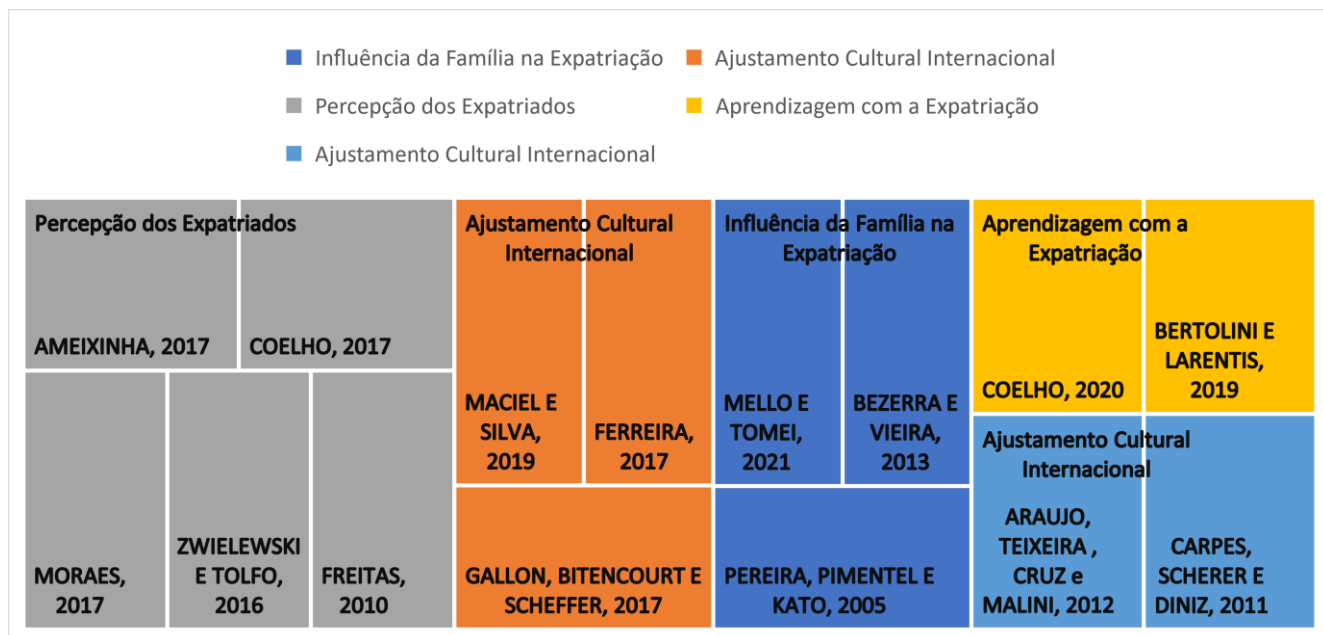 Influência da Família na Expatriação
Ajustamento Cultural Internacional
Percepção dos Expatriados
Aprendizagem com a Expatriação
Ajustamento Cultural Internacional
Percepção dos Expatriados
AMEIXINHA, 2017
COELHO, 2017
MORAES,
2017
ZWIELEWSKI
E TOLFO,
2016
FREITAS,
2010
Ajustamento Cultural
Internacional
MACIEL E
SILVA,
2019
FERREIRA,
2017
GALLON, BITENCOURT E
SCHEFFER, 2017
Influência da Família na
Expatriação
MELLO E
TOMEI,
2021
BEZERRA E
VIEIRA,
2013
PEREIRA, PIMENTEL E
KATO, 2005
Aprendizagem com a
Expatriação
COELHO, 2020
BERTOLINI E
LARENTIS,
2019
Ajustamento Cultural
Internacional
ARAUJO,
TEIXEIRA ,
CRUZ e
MALINI, 2012
CARPES,
SCHERER E
DINIZ, 2011